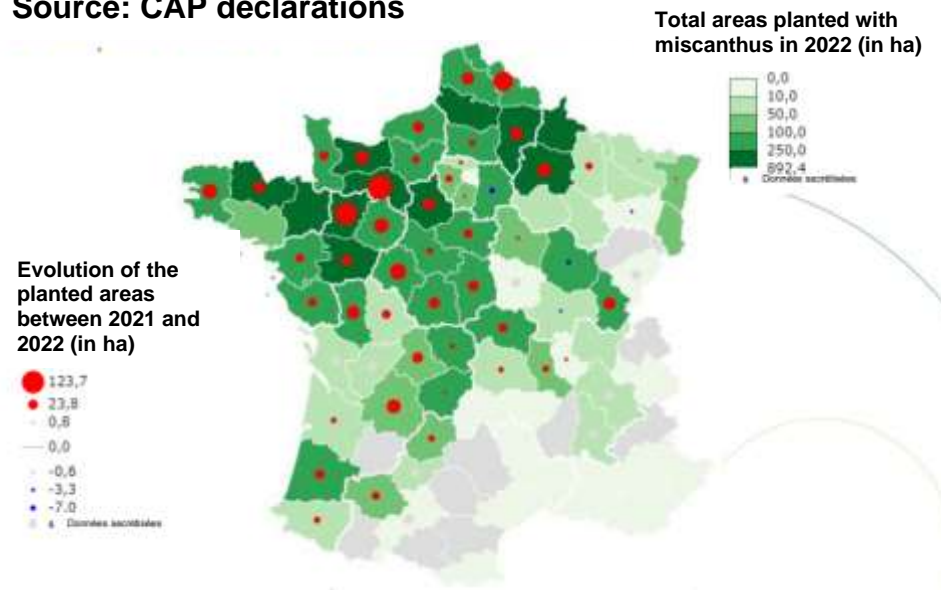 Source: CAP declarations
Total areas planted with
miscanthus in 2022 (in ha)
0,0
10,0
50,0
100,0
250,0
892,4
Données secrétisées
Evolution of the
planted areas
between 2021 and
2022 (in ha)
123,7
23,8
0,8
0,0
-0,6
-3,3
-7.0
Données secrétisées